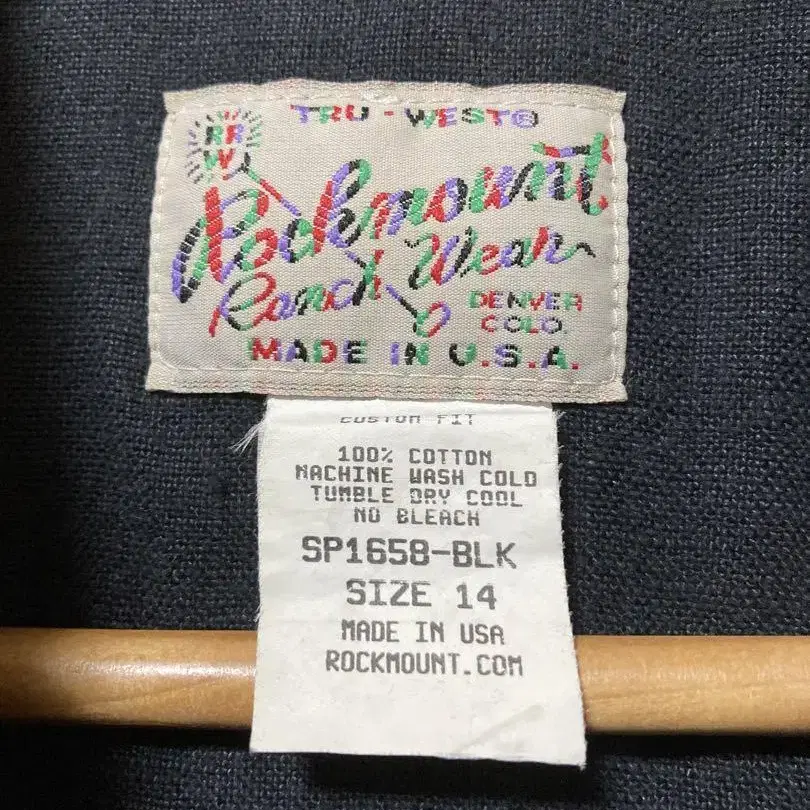 TRU-WEST®
RR
W
Rockmount
Ranch Wear
DENVER
COLO.
MADE IN U.S.A.
CUSTOM FIT
100% COTTON
MACHINE WASH COLD
TUMBLE DRY COOL
NO BLEACH
SP1658-BLK
SIZE 14
MADE IN USA
ROCKMOUNT.COM